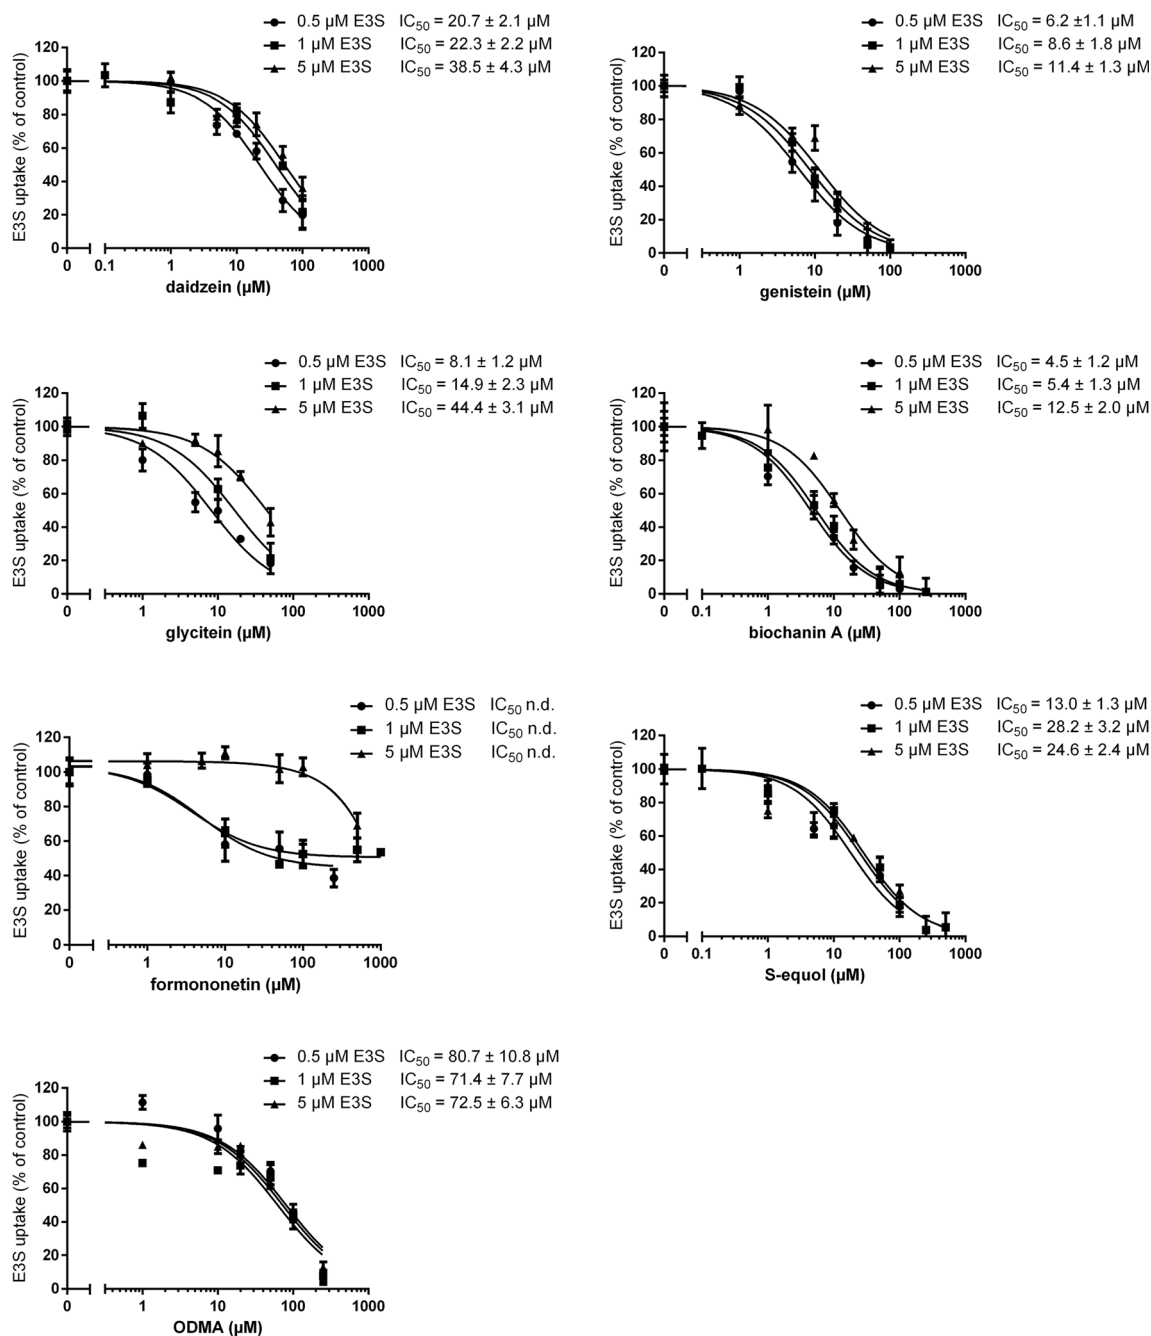 0.5 µM E3S IC50 = 20.7 ± 2.1 µM
1 µM E3S IC50 = 22.3 ± 2.2 µM
5 µM E3S IC50 = 38.5 ± 4.3 µM
E3S uptake (% of control)
120
100
80
60
40
20
0
0 0.1 1 10 100 1000
daidzein (µM)
0.5 µM E3S IC50 = 6.2 ±1.1 µM
1 µM E3S IC50 = 8.6 ± 1.8 µM
5 µM E3S IC50 = 11.4 ± 1.3 µM
E3S uptake (% of control)
120
100
80
60
40
20
0
0 1 10 100 1000
genistein (µM)
0.5 µM E3S IC50 = 8.1 ± 1.2 µM
1 µM E3S IC50 = 14.9 ± 2.3 µM
5 µM E3S IC50 = 44.4 ± 3.1 µM
E3S uptake (% of control)
120
100
80
60
40
20
0
0 1 10 100 1000
glycitein (µM)
0.5 µM E3S IC50 = 4.5 ± 1.2 µM
1 µM E3S IC50 = 5.4 ± 1.3 µM
5 µM E3S IC50 = 12.5 ± 2.0 µM
E3S uptake (% of control)
120
100
80
60
40
20
0
0 0.1 1 10 100 1000
biochanin A (µM)
0.5 µM E3S IC50 n.d.
1 µM E3S IC50 n.d.
5 µM E3S IC50 n.d.
E3S uptake (% of control)
120
100
80
60
40
20
0
0 1 10 100 1000
formononetin (µM)
0.5 µM E3S IC50 = 13.0 ± 1.3 µM
1 µM E3S IC50 = 28.2 ± 3.2 µM
5 µM E3S IC50 = 24.6 ± 2.4 µM
E3S uptake (% of control)
120
100
80
60
40
20
0
0 0.1 1 10 100 1000
S-equol (µM)
0.5 µM E3S IC50 = 80.7 ± 10.8 µM
1 µM E3S IC50 = 71.4 ± 7.7 µM
5 µM E3S IC50 = 72.5 ± 6.3 µM
E3S uptake (% of control)
120
100
80
60
40
20
0
0 1 10 100 1000
ODMA (µM)